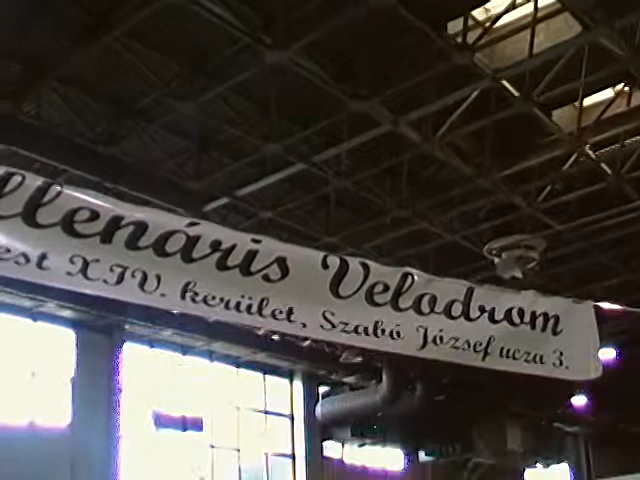 llenáris Velodrom
est XIV. kerület, Szabó József ucza 3.